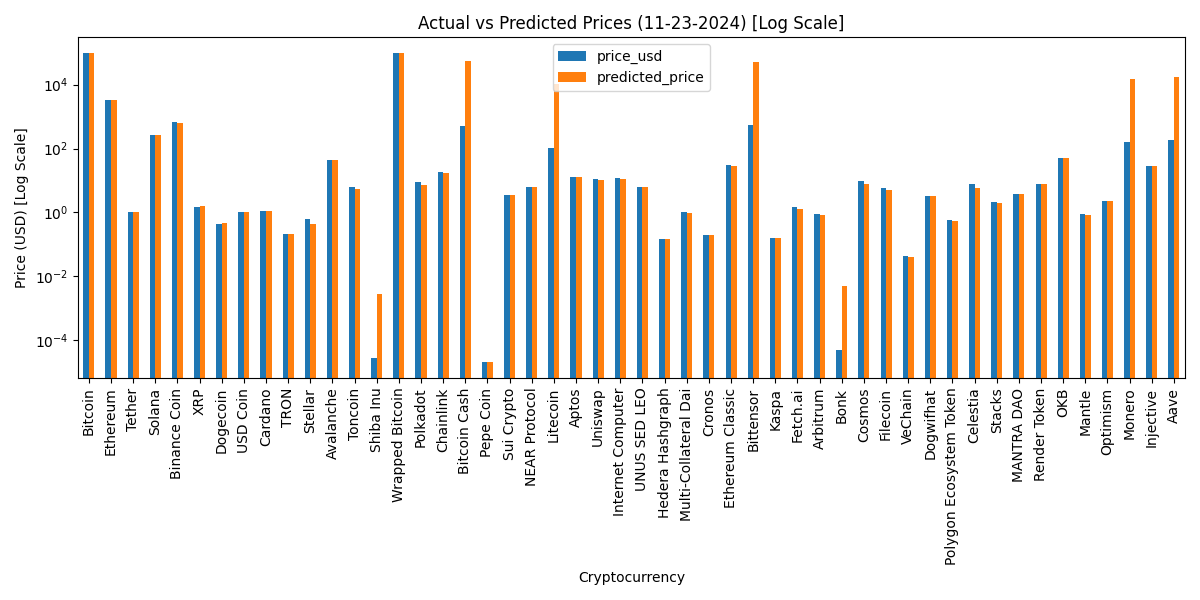 Actual vs Predicted Prices (11-23-2024) [Log Scale]
price_usd
predicted_price
Price (USD) [Log Scale]
10^4
10^2
10^0
10^-2
10^-4
Bitcoin
Ethereum
Tether
Solana
Binance Coin
XRP
Dogecoin
USD Coin
Cardano
TRON
Stellar
Avalanche
Toncoin
Shiba Inu
Wrapped Bitcoin
Polkadot
Chainlink
Bitcoin Cash
Pepe Coin
Sui Crypto
NEAR Protocol
Litecoin
Aptos
Uniswap
Internet Computer
UNUS SED LEO
Hedera Hashgraph
Multi-Collateral Dai
Cronos
Ethereum Classic
Bittensor
Kaspa
Fetch.ai
Arbitrum
Bonk
Cosmos
Filecoin
VeChain
Dogwifhat
Polygon Ecosystem Token
Celestia
Stacks
MANTRA DAO
Render Token
OKB
Mantle
Optimism
Monero
Injective
Aave
Cryptocurrency